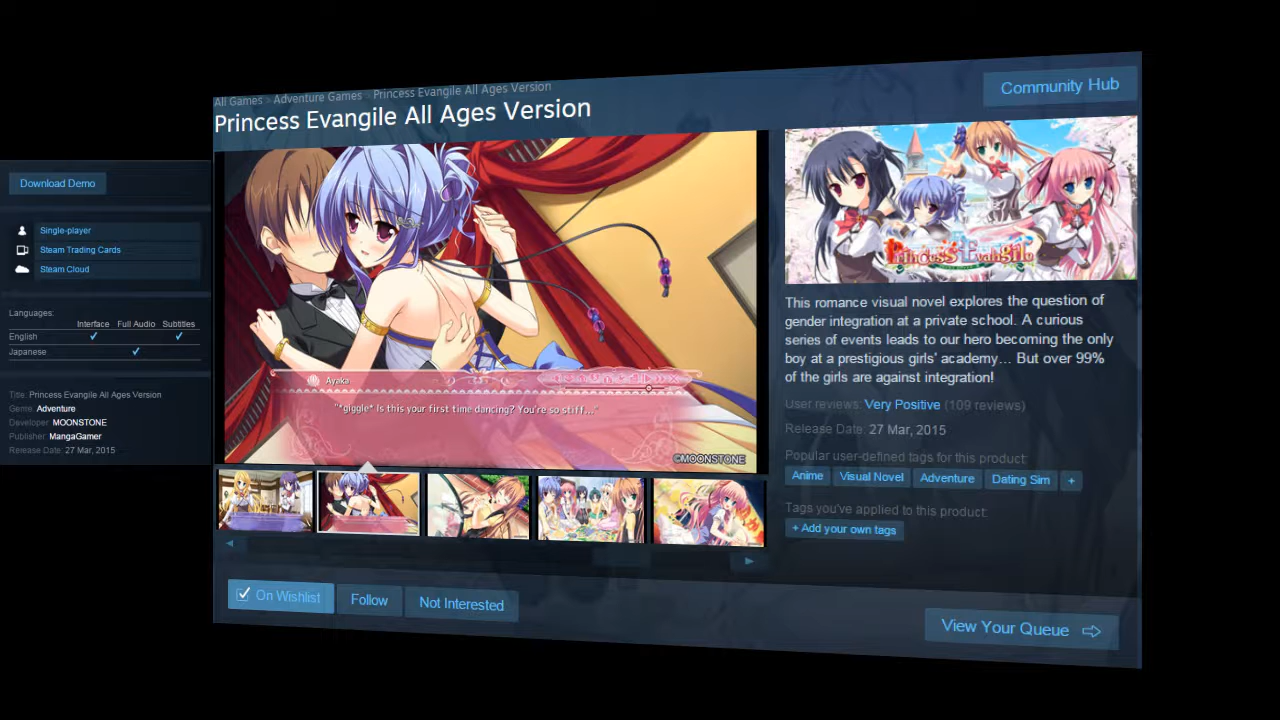 All Games > Adventure Games > Princess Evangile All Ages Version
Princess Evangile All Ages Version
Community Hub
Download Demo
Single-player
Steam Trading Cards
Steam Cloud
Languages:
Interface Full Audio Subtitles
English ✔ ✔
Japanese ✔
Title: Princess Evangile All Ages Version
Genre: Adventure
Developer: MOONSTONE
Publisher: MangaGamer
Release Date: 27 Mar, 2015
Ayaka
"*giggle* Is this your first time dancing? You're so stiff..."
©MOONSTONE
Princess Evangile
This romance visual novel explores the question of
gender integration at a private school. A curious
series of events leads to our hero becoming the only
boy at a prestigious girls' academy… But over 99%
of the girls are against integration!
User reviews: Very Positive (109 reviews)
Release Date: 27 Mar, 2015
Popular user-defined tags for this product:
Anime Visual Novel Adventure Dating Sim +
Tags you've applied to this product:
+ Add your own tags
On Wishlist Follow Not Interested
View Your Queue